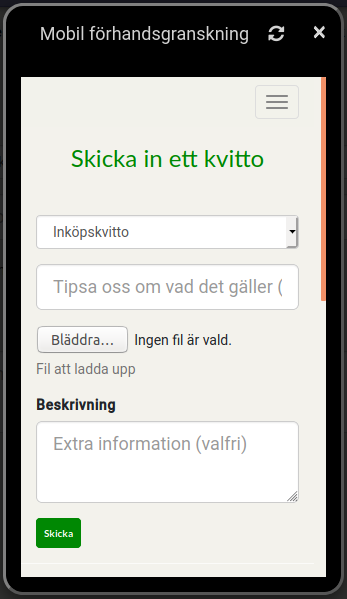 Mobil förhandsgranskning
Skicka in ett kvitto
Inköpskvitto
Tipsa oss om vad det gäller (
Bläddra... Ingen fil är vald.
Fil att ladda upp
Beskrivning
Extra information (valfri)
Skicka